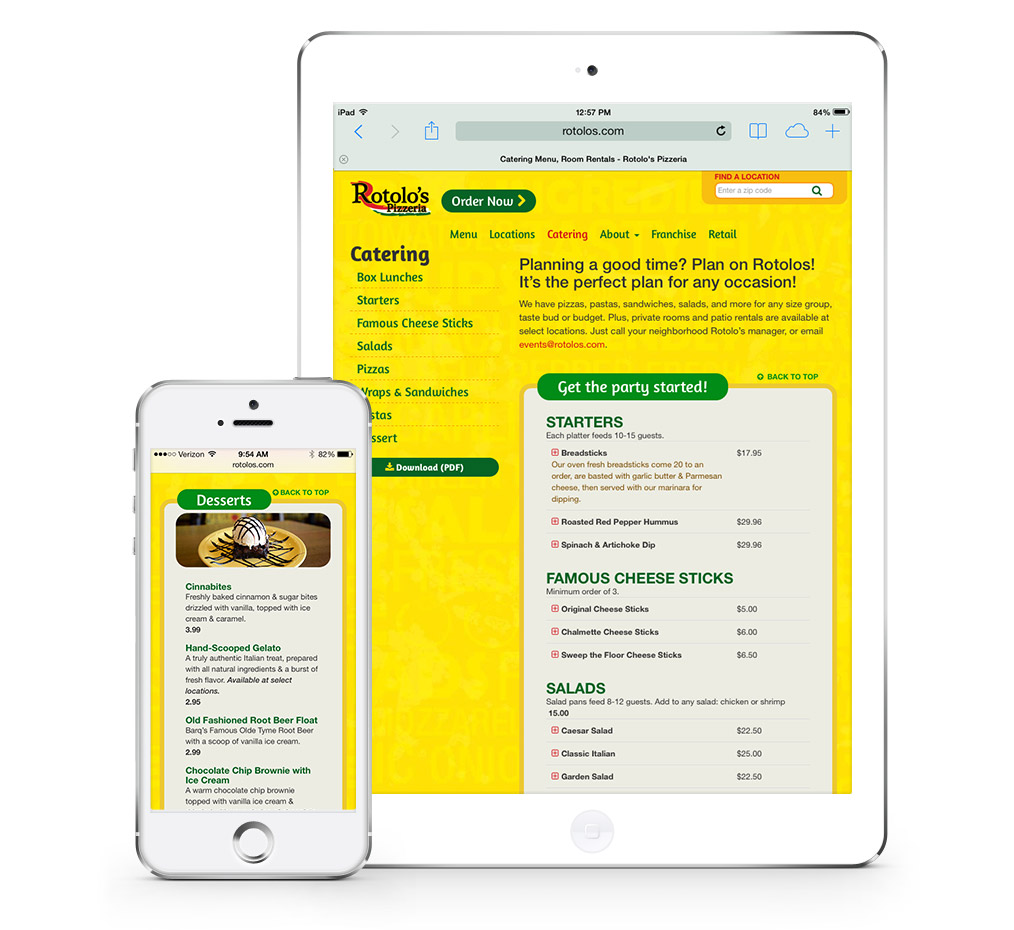 iPad
12:57 PM
84%
rotolos.com
Catering Menu, Room Rentals - Rotolo's Pizzeria
FIND A LOCATION
Enter a zip code
Rotolo's
Pizzeria
Order Now
Menu Locations Catering About Franchise Retail
Catering
Box Lunches
Starters
Famous Cheese Sticks
Salads
Pizzas
Wraps & Sandwiches
stas
ssert
Download (PDF)
Planning a good time? Plan on Rotolos!
It's the perfect plan for any occasion!
We have pizzas, pastas, sandwiches, salads, and more for any size group,
taste bud or budget. Plus, private rooms and patio rentals are available at
select locations. Just call your neighborhood Rotolo's manager, or email
events@rotolos.com.
BACK TO TOP
Get the party started!
STARTERS
Each platter feeds 10-15 guests.
Breadsticks $17.95
Our oven fresh breadsticks come 20 to an
order, are basted with garlic butter & Parmesan
cheese, then served with our marinara for
dipping.
Roasted Red Pepper Hummus $29.96
Spinach & Artichoke Dip $29.96
FAMOUS CHEESE STICKS
Minimum order of 3.
Original Cheese Sticks $5.00
Chalmette Cheese Sticks $6.00
Sweep the Floor Cheese Sticks $6.50
SALADS
Salad pans feed 8-12 guests. Add to any salad: chicken or shrimp
15.00
Caesar Salad $22.50
Classic Italian $25.00
Garden Salad $22.50
Verizon 9:54 AM 82%
rotolos.com
Desserts
BACK TO TOP
Cinnabites
Freshly baked cinnamon & sugar bites
drizzled with vanilla, topped with ice
cream & caramel.
3.99
Hand-Scooped Gelato
A truly authentic Italian treat, prepared
with all natural ingredients & a burst of
fresh flavor. Available at select
locations.
2.95
Old Fashioned Root Beer Float
Barq's Famous Olde Tyme Root Beer
with a scoop of vanilla ice cream.
2.99
Chocolate Chip Brownie with
Ice Cream
A warm chocolate chip brownie
topped with vanilla ice cream &